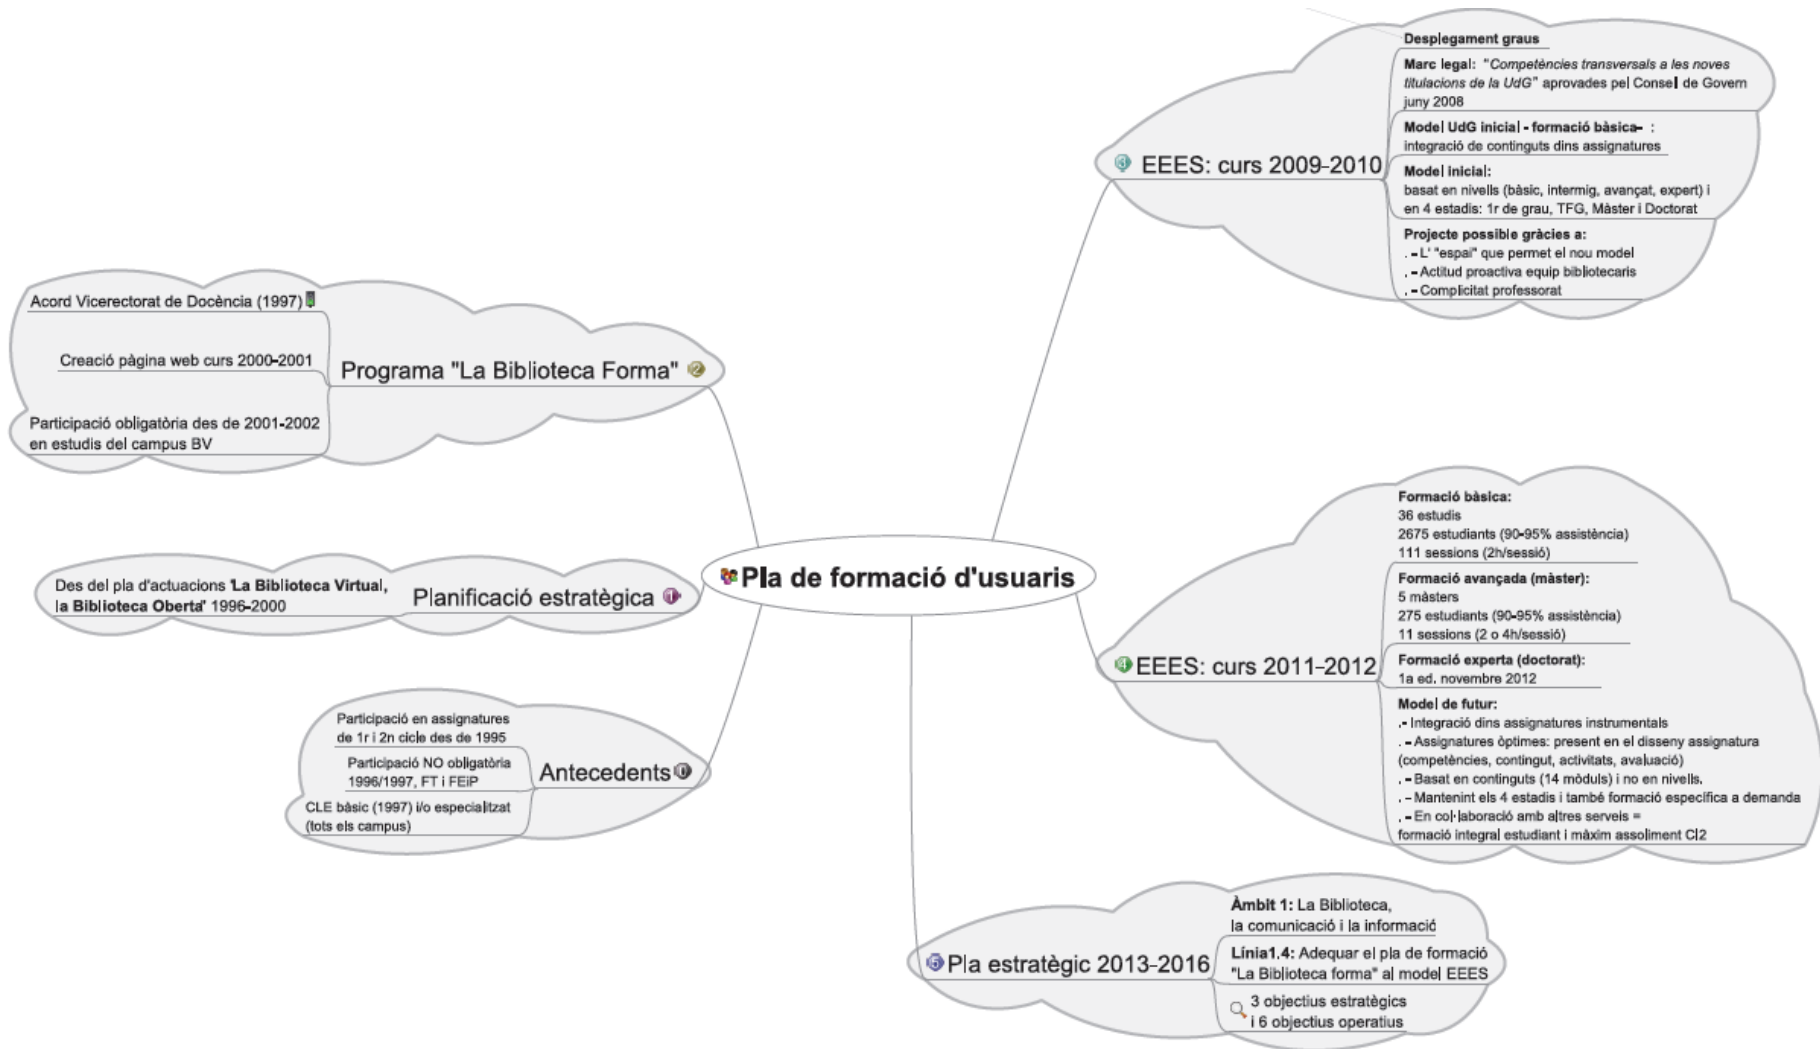 Pla de formació d'usuaris
Antecedents
Participació en assignatures
de 1r i 2n cicle des de 1995
Participació NO obligatòria
1996/1997, FT i FEiP
CLE bàsic (1997) i/o especialitzat
(tots els campus)
Planificació estratègica
Des del pla d'actuacions "La Biblioteca Virtual,
la Biblioteca Oberta" 1996-2000
Programa "La Biblioteca Forma"
Acord Vicerectorat de Docència (1997)
Creació pàgina web curs 2000-2001
Participació obligatòria des de 2001-2002
en estudis del campus BV
EEES: curs 2009-2010
Desplegament graus
Marc legal: "Competències transversals a les noves
titulacions de la UdG" aprovades pel Consell de Govern
juny 2008
Model UdG inicial - formació bàsica- :
integració de continguts dins assignatures
Model inicial:
basat en nivells (bàsic, intermig, avançat, expert) i
en 4 estadis: 1r de grau, TFG, Màster i Doctorat
Projecte possible gràcies a:
.- L' "espai" que permet el nou model
.- Actitud proactiva equip bibliotecaris
.- Complicitat professorat
EEES: curs 2011-2012
Formació bàsica:
36 estudis
2675 estudiants (90-95% assistència)
111 sessions (2h/sessió)
Formació avançada (màster):
5 màsters
275 estudiants (90-95% assistència)
11 sessions (2 o 4h/sessió)
Formació experta (doctorat):
1a ed. novembre 2012
Model de futur:
.- Integració dins assignatures instrumentals
.- Assignatures òptimes: present en el disseny assignatura
(competències, contingut, activitats, avaluació)
.- Basat en continguts (14 mòduls) i no en nivells.
.- Mantenint els 4 estadis i també formació específica a demanda
.- En col·laboració amb altres serveis =
formació integral estudiant i màxim assoliment CI2
Pla estratègic 2013-2016
Àmbit 1: La Biblioteca,
la comunicació i la informació
Línia1.4: Adequar el pla de formació
"La Biblioteca forma" al model EEES
3 objectius estratègics
i 6 objectius operatius